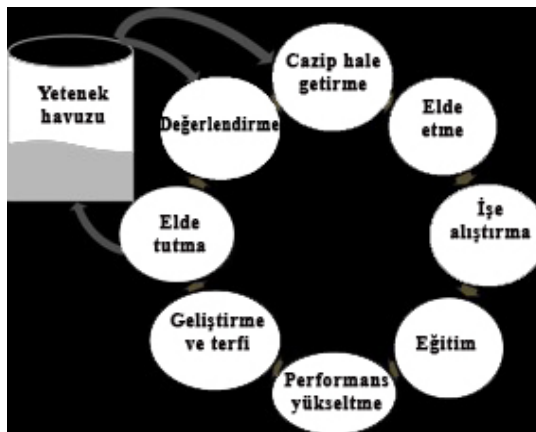 Yetenek
havuzu
Cazip hale
getirme
Elde
etme
İşe
alıştırma
Eğitim
Performans
yükseltme
Geliştirme
ve terfi
Elde
tutma
Değerlendirme